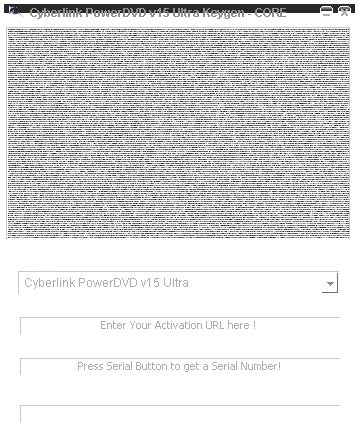 Cyberlink PowerDVD v15 Ultra Keygen - CORE
Cyberlink PowerDVD v15 Ultra
Enter Your Activation URL here !
Press Serial Button to get a Serial Number!